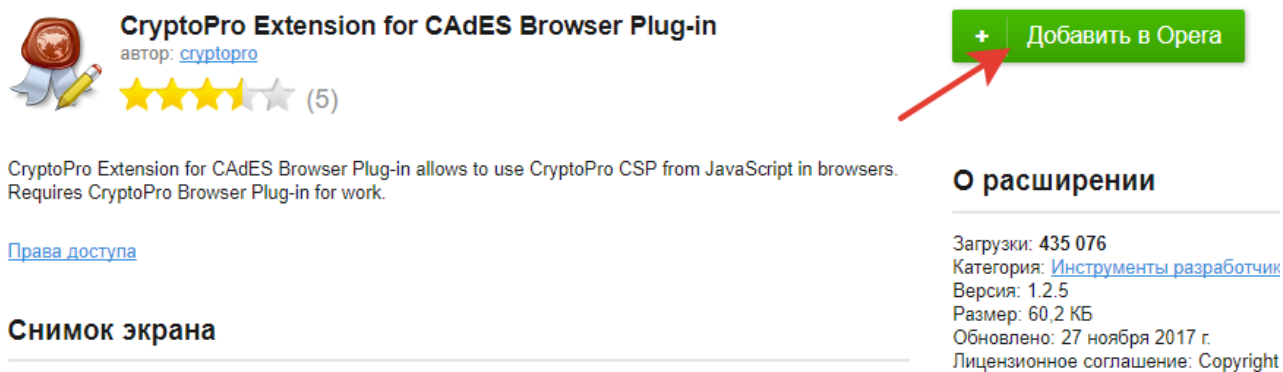 CryptoPro Extension for CAdES Browser Plug-in
автор: cryptopro
(5)
CryptoPro Extension for CAdES Browser Plug-in allows to use CryptoPro CSP from JavaScript in browsers.
Requires CryptoPro Browser Plug-in for work.
Права доступа
Снимок экрана
+ Добавить в Opera
О расширении
Загрузки: 435 076
Категория: Инструменты разработчик
Версия: 1.2.5
Размер: 60,2 КБ
Обновлено: 27 ноября 2017 г.
Лицензионное соглашение: Copyright